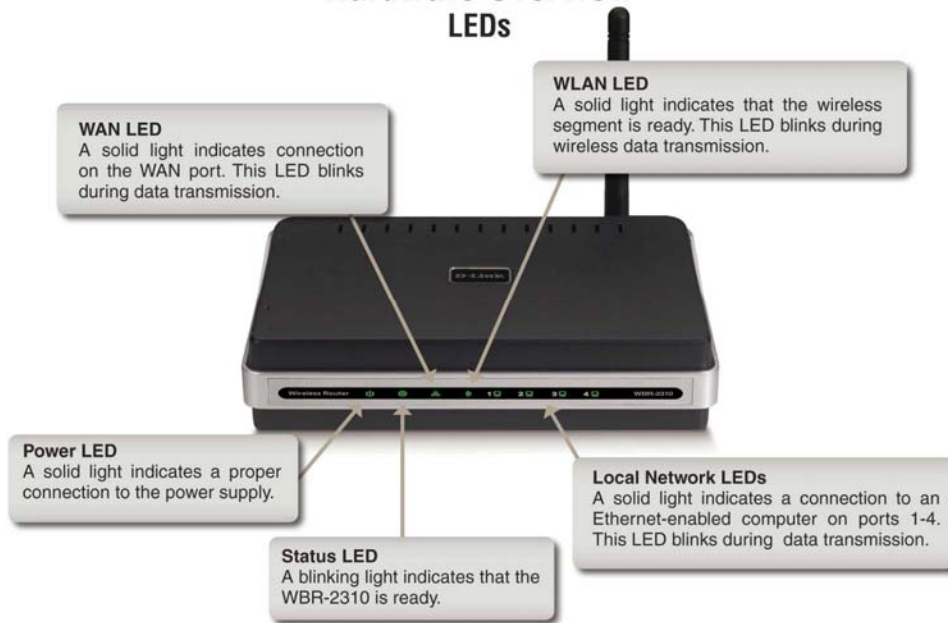 LEDs
WLAN LED
A solid light indicates that the wireless
segment is ready. This LED blinks during
wireless data transmission.
WAN LED
A solid light indicates connection
on the WAN port. This LED blinks
during data transmission.
D-Link
Wireless Router
1
2
3
4
WBR-2310
Power LED
A solid light indicates a proper
connection to the power supply.
Local Network LEDs
A solid light indicates a connection to an
Ethernet-enabled computer on ports 1-4.
This LED blinks during data transmission.
Status LED
A blinking light indicates that the
WBR-2310 is ready.